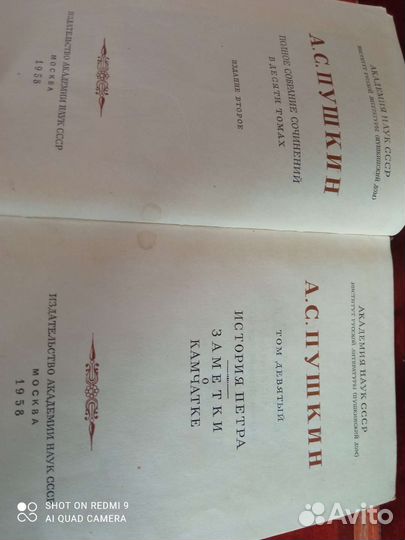 АКАДЕМИЯ НАУК СССР
ИНСТИТУТ РУССКОЙ ЛИТЕРАТУРЫ (ПУШКИНСКИЙ ДОМ)
А.С.ПУШКИН
ПОЛНОЕ СОБРАНИЕ СОЧИНЕНИЙ
В ДЕСЯТИ ТОМАХ
ИЗДАНИЕ ВТОРОЕ
ИЗДАТЕЛЬСТВО АКАДЕМИИ НАУК СССР
МОСКВА
1958
АКАДЕМИЯ НАУК СССР
ИНСТИТУТ РУССКОЙ ЛИТЕРАТУРЫ (ПУШКИНСКИЙ ДОМ)
А.С.ПУШКИН
ТОМ ДЕВЯТЫЙ
ИСТОРИЯ ПЕТРА
ЗАМЕТКИ
О
КАМЧАТКЕ
ИЗДАТЕЛЬСТВО АКАДЕМИИ НАУК СССР
МОСКВА
1958
SHOT ON REDMI 9
AI QUAD CAMERA
Avito